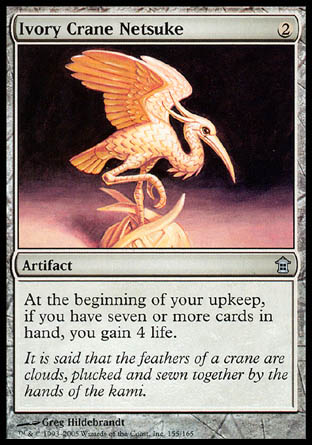 Ivory Crane Netsuke 2
Artifact
At the beginning of your upkeep,
if you have seven or more cards in
hand, you gain 4 life.
It is said that the feathers of a crane are
clouds, plucked and sewn together by the
hands of the kami.
Greg Hildebrandt
™ & © 1993–2005 Wizards of the Coast, Inc. 155/165